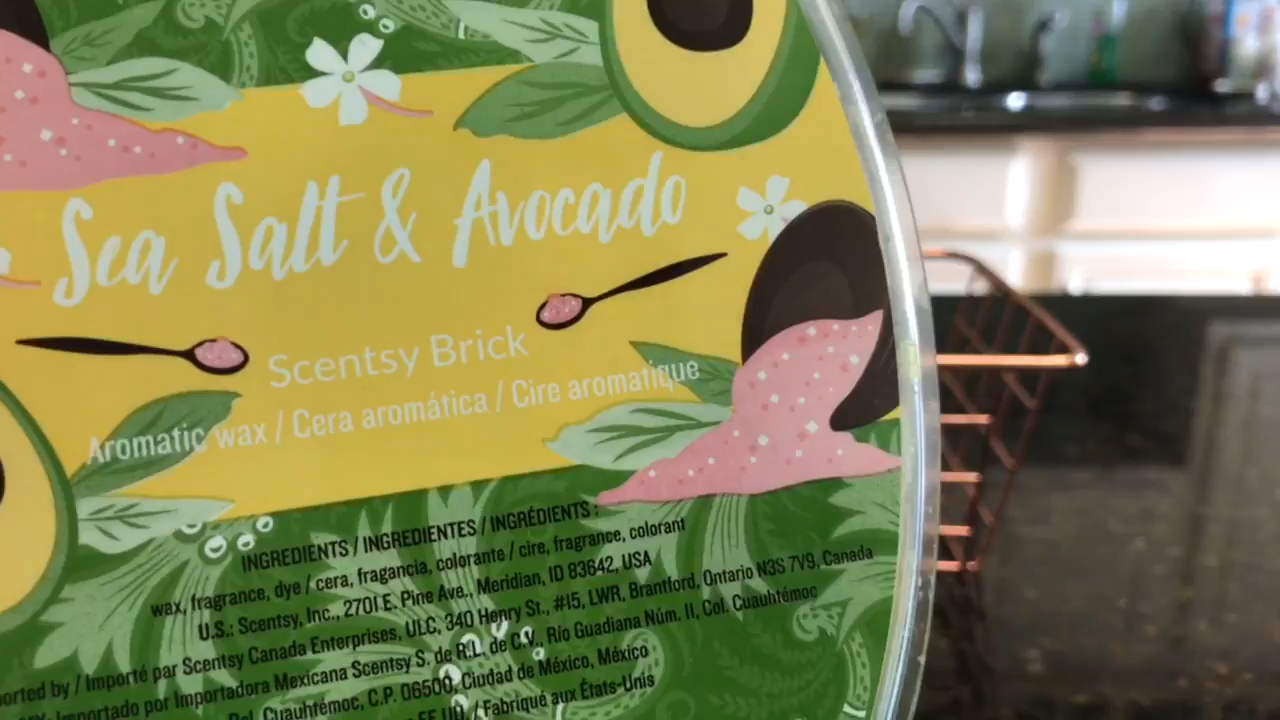 Sea Salt & Avocado
Scentsy Brick
Aromatic wax / Cera aromática / Cire aromatique
INGREDIENTS / INGREDIENTES / INGRÉDIENTS :
wax, fragrance, dye / cera, fragancia, colorante / cire, fragrance, colorant
U.S.: Scentsy, Inc., 2701 E. Pine Ave., Meridian, ID 83642, USA
by / Importé par Scentsy Canada Enterprises, ULC, 340 Henry St., #15, LWR, Brantford, Ontario N3S 7V9, Canada
Importado por Importadora Mexicana Scentsy S. de R.L. de C.V., Río Guadiana Núm. 11, Col. Cuauhtémoc
Del. Cuauhtémoc, C.P. 06500, Ciudad de México, México
EE.UU. / Fabriqué aux États-Unis